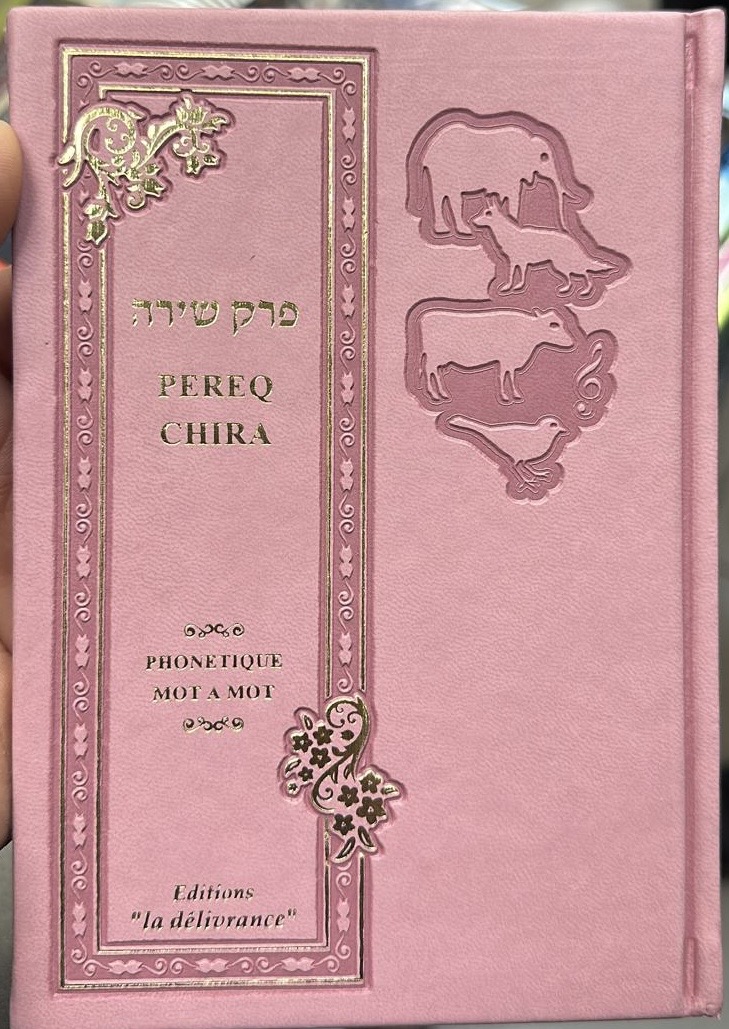 פרק שירה
PEREQ
CHIRA
PHONETIQUE
MOT A MOT
Editions
"la délivrance"